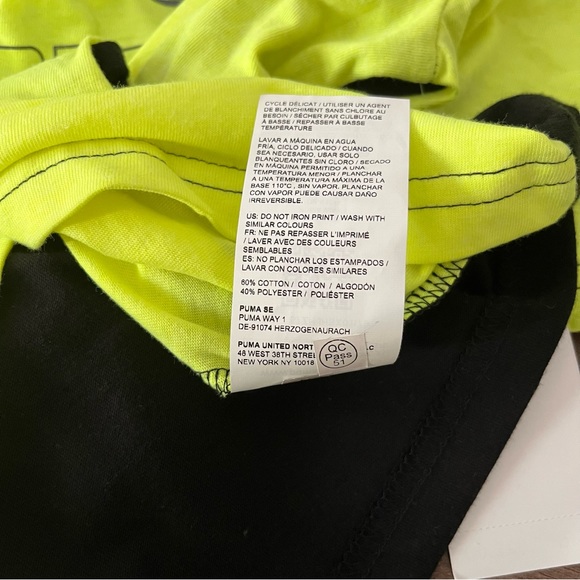 CYCLE DÉLICAT / UTILISER UN AGENT
DE BLANCHIMENT SANS CHLORE AU
BESOIN / SÉCHER PAR CULBUTAGE
À BASSE / REPASSER À BASSE
TEMPÉRATURE
LAVAR A MÁQUINA EN AGUA
FRÍA, CICLO DELICADO / CUANDO
SEA NECESARIO, USAR SOLO
BLANQUEANTES SIN CLORO / SECADO
EN MÁQUINA PERMITIDO A UNA
TEMPERATURA MENOR / PLANCHAR
A UNA TEMPERATURA MÁXIMA DE LA
BASE 110°C , SIN VAPOR. PLANCHAR
CON VAPOR PUEDE CAUSAR DAÑO
IRREVERSIBLE.
US: DO NOT IRON PRINT / WASH WITH
SIMILAR COLOURS
FR: NE PAS REPASSER L'IMPRIMÉ
/ LAVER AVEC DES COULEURS
SEMBLABLES
ES: NO PLANCHAR LOS ESTAMPADOS /
LAVAR CON COLORES SIMILARES
60% COTTON / COTON / ALGODÓN
40% POLYESTER / POLIÉSTER
PUMA SE
PUMA WAY 1
DE-91074 HERZOGENAURACH
PUMA UNITED NORT
48 WEST 38TH STREE
NEW YORK NY 10018
QC
Pass
51